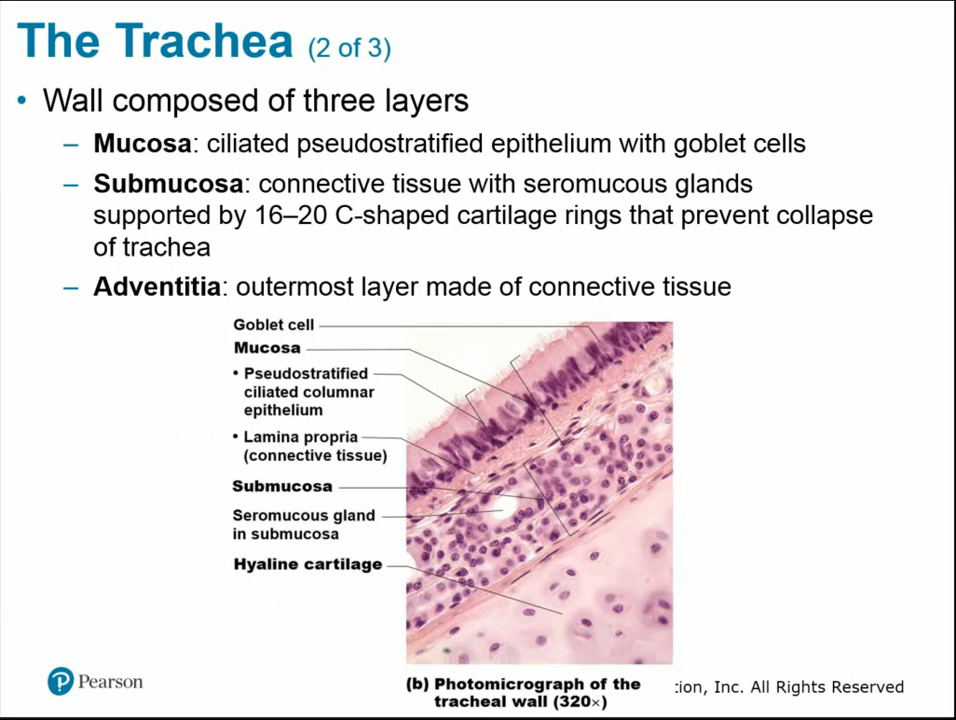 The Trachea (2 of 3)
• Wall composed of three layers
– Mucosa: ciliated pseudostratified epithelium with goblet cells
– Submucosa: connective tissue with seromucous glands
supported by 16–20 C-shaped cartilage rings that prevent collapse
of trachea
– Adventitia: outermost layer made of connective tissue
Goblet cell
Mucosa
• Pseudostratified
ciliated columnar
epithelium
• Lamina propria
(connective tissue)
Submucosa
Seromucous gland
in submucosa
Hyaline cartilage
(b) Photomicrograph of the
tracheal wall (320×)
P Pearson
tion, Inc. All Rights Reserved